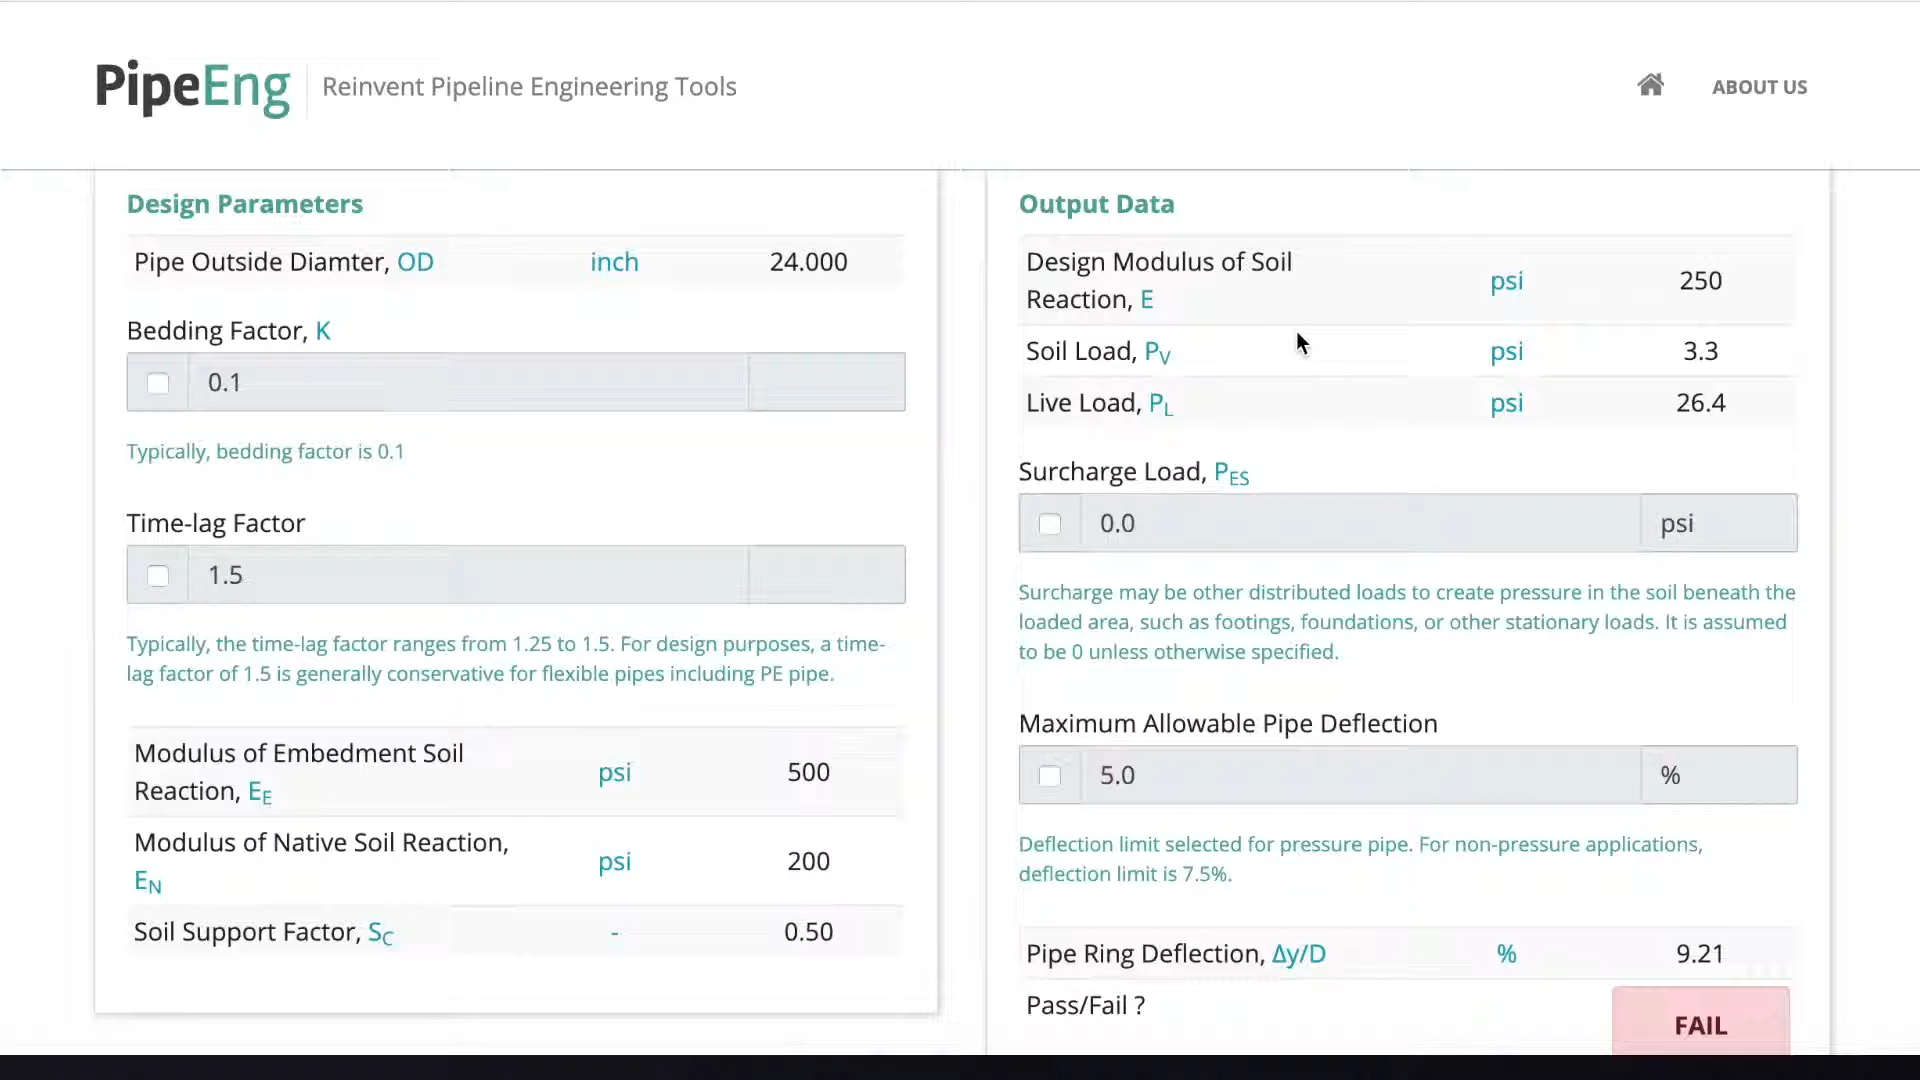 PipeEng
Reinvent Pipeline Engineering Tools
ABOUT US
Design Parameters
Pipe Outside Diamter, OD inch 24.000
Bedding Factor, K
0.1
Typically, bedding factor is 0.1
Time-lag Factor
1.5
Typically, the time-lag factor ranges from 1.25 to 1.5. For design purposes, a time-
lag factor of 1.5 is generally conservative for flexible pipes including PE pipe.
Modulus of Embedment Soil
Reaction, EE psi 500
Modulus of Native Soil Reaction,
EN psi 200
Soil Support Factor, SC - 0.50
Output Data
Design Modulus of Soil
Reaction, E psi 250
Soil Load, PV psi 3.3
Live Load, PL psi 26.4
Surcharge Load, PES
0.0 psi
Surcharge may be other distributed loads to create pressure in the soil beneath the
loaded area, such as footings, foundations, or other stationary loads. It is assumed
to be 0 unless otherwise specified.
Maximum Allowable Pipe Deflection
5.0 %
Deflection limit selected for pressure pipe. For non-pressure applications,
deflection limit is 7.5%.
Pipe Ring Deflection, Δy/D % 9.21
Pass/Fail ?
FAIL